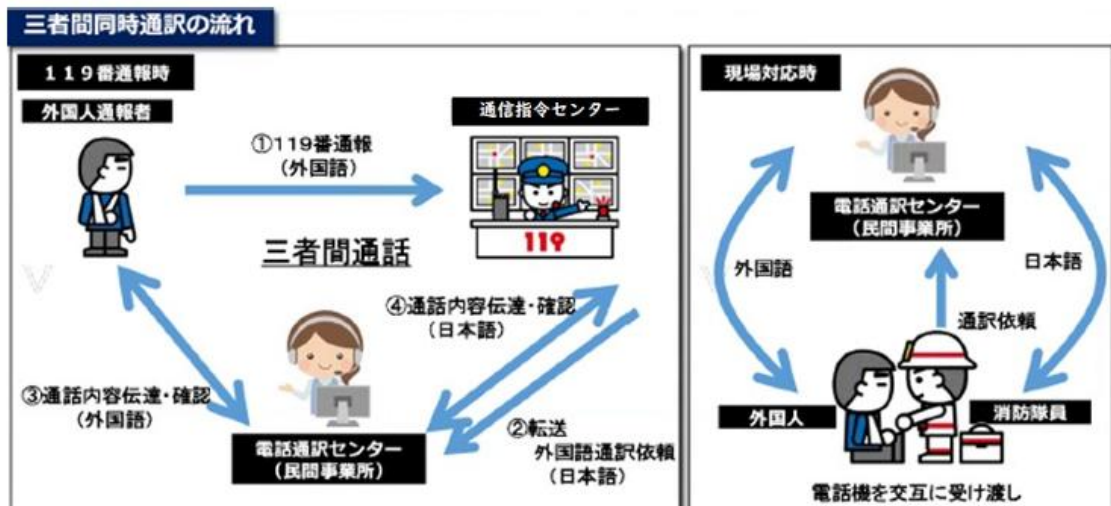 三者間同時通訳の流れ
119番通報時
外国人通報者
通信指令センター
①119番通報
(外国語)
119
三者間通話
④通話内容伝達・確認
(日本語)
③通話内容伝達・確認
(外国語)
②転送
外国語通訳依頼
(日本語)
電話通訳センター
(民間事業所)
現場対応時
電話通訳センター
(民間事業所)
外国語
日本語
通訳依頼
外国人
消防隊員
電話機を交互に受け渡し